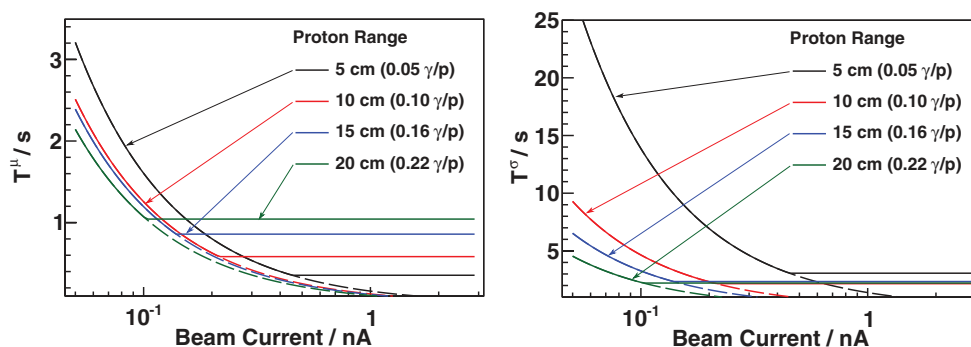 Proton Range
5 cm (0.05 γ/p)
10 cm (0.10 γ/p)
15 cm (0.16 γ/p)
20 cm (0.22 γ/p)
T^μ / s
3
2
1
10^-1
1
Beam Current / nA
Proton Range
5 cm (0.05 γ/p)
10 cm (0.10 γ/p)
15 cm (0.16 γ/p)
20 cm (0.22 γ/p)
T^σ / s
25
20
15
10
5
10^-1
1
Beam Current / nA